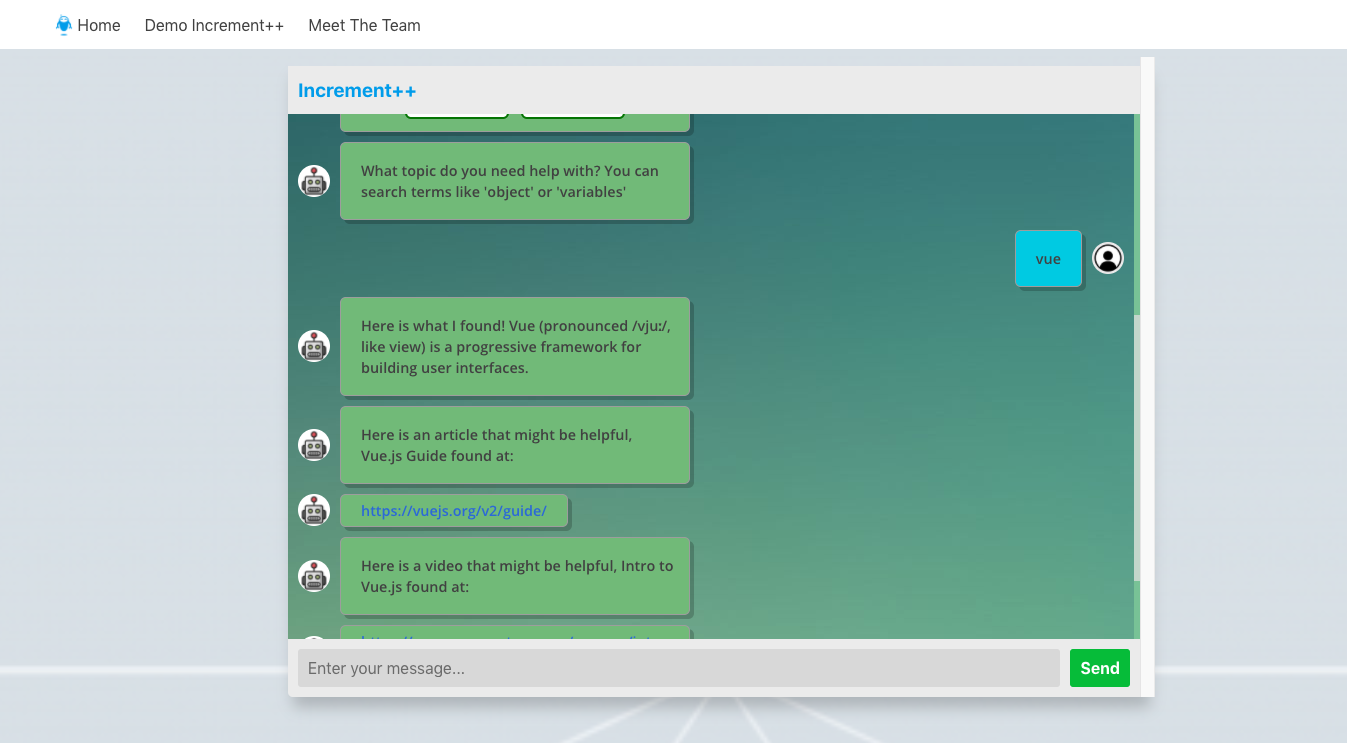 Home Demo Increment++ Meet The Team
Increment++
What topic do you need help with? You can
search terms like 'object' or 'variables'
vue
Here is what I found! Vue (pronounced /vjuː/,
like view) is a progressive framework for
building user interfaces.
Here is an article that might be helpful,
Vue.js Guide found at:
https://vuejs.org/v2/guide/
Here is a video that might be helpful, Intro to
Vue.js found at:
Enter your message...
Send